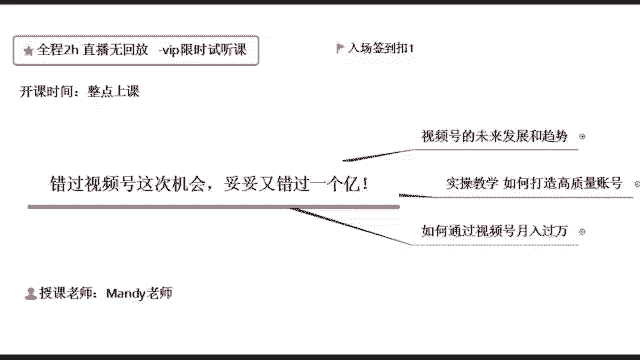 全程2h 直播无回放 -vip限时试听课
入场签到扣1
开课时间：整点上课
视频号的未来发展和趋势
错过视频号这次机会，妥妥又错过一个亿！
实操教学 如何打造高质量账号
如何通过视频号月入过万
授课老师：Mandy老师